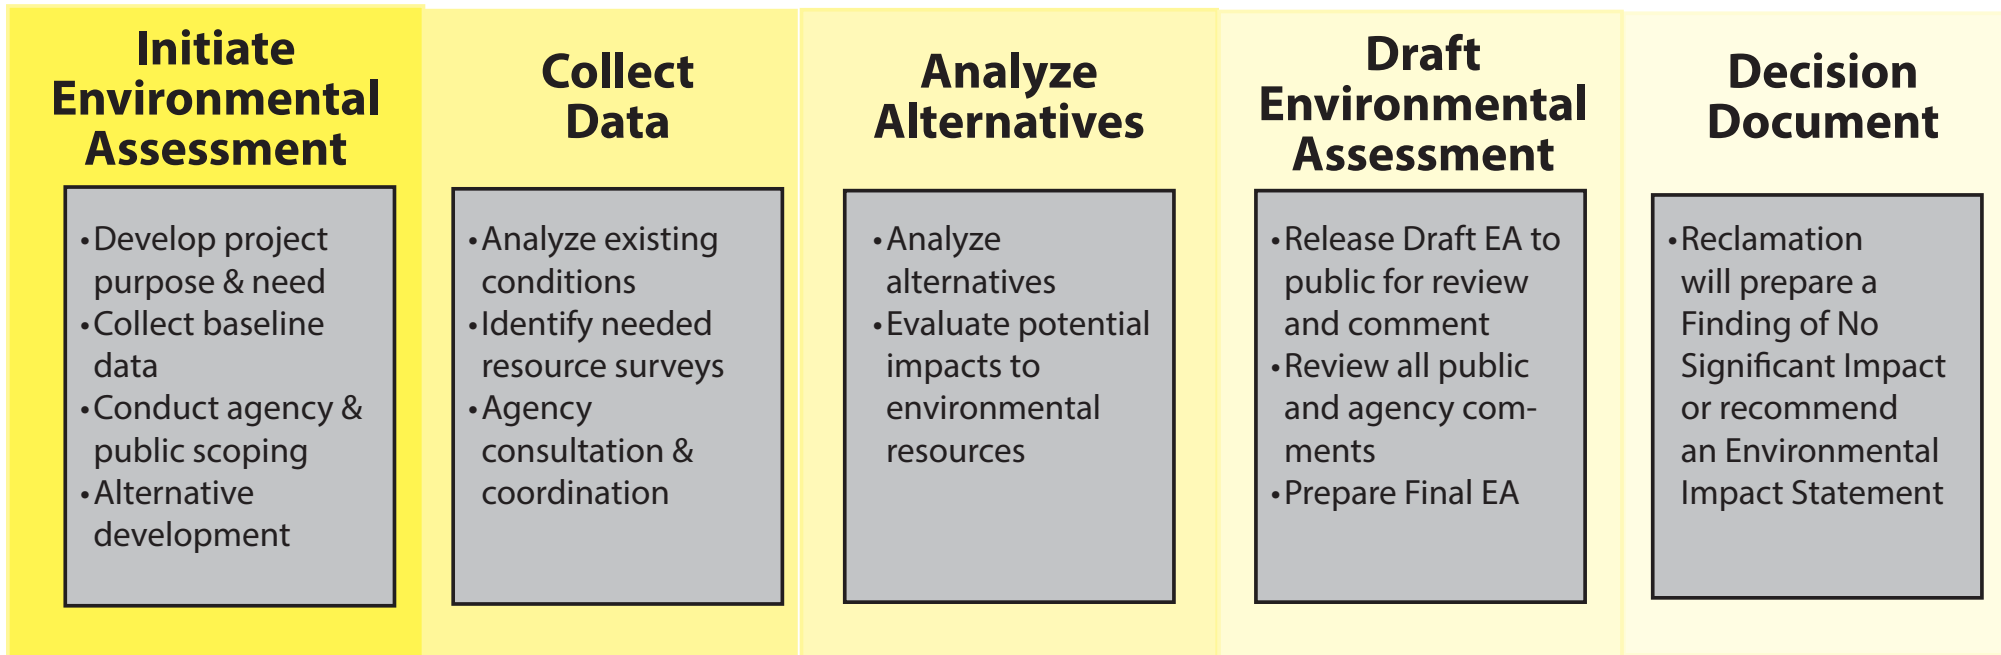 Initiate
Environmental
Assessment
•Develop project
purpose & need
•Collect baseline
data
•Conduct agency &
public scoping
•Alternative
development
Collect
Data
•Analyze existing
conditions
•Identify needed
resource surveys
•Agency
consultation &
coordination
Analyze
Alternatives
•Analyze
alternatives
•Evaluate potential
impacts to
environmental
resources
Draft
Environmental
Assessment
•Release Draft EA to
public for review
and comment
•Review all public
and agency com-
ments
•Prepare Final EA
Decision
Document
•Reclamation
will prepare a
Finding of No
Significant Impact
or recommend
an Environmental
Impact Statement